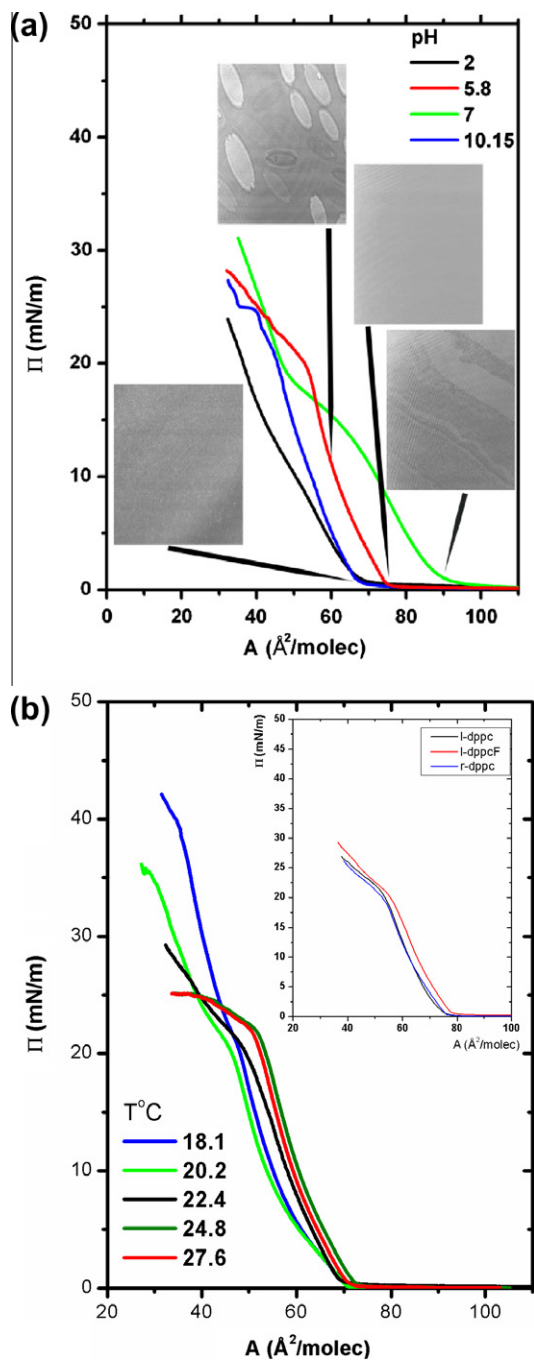 (a)
50
pH
2
5.8
7
10.15
40
30
20
10
0
Π (mN/m)
0 20 40 60 80 100
A (Å²/molec)
(b)
50
40
30
20
10
0
Π (mN/m)
50
45
40
35
30
25
20
15
10
5
0
Π (mN/m)
l-dppc
l-dppcF
r-dppc
20 40 60 80 100
A (Å²/molec)
T°C
18.1
20.2
22.4
24.8
27.6
20 40 60 80 100
A (Å²/molec)